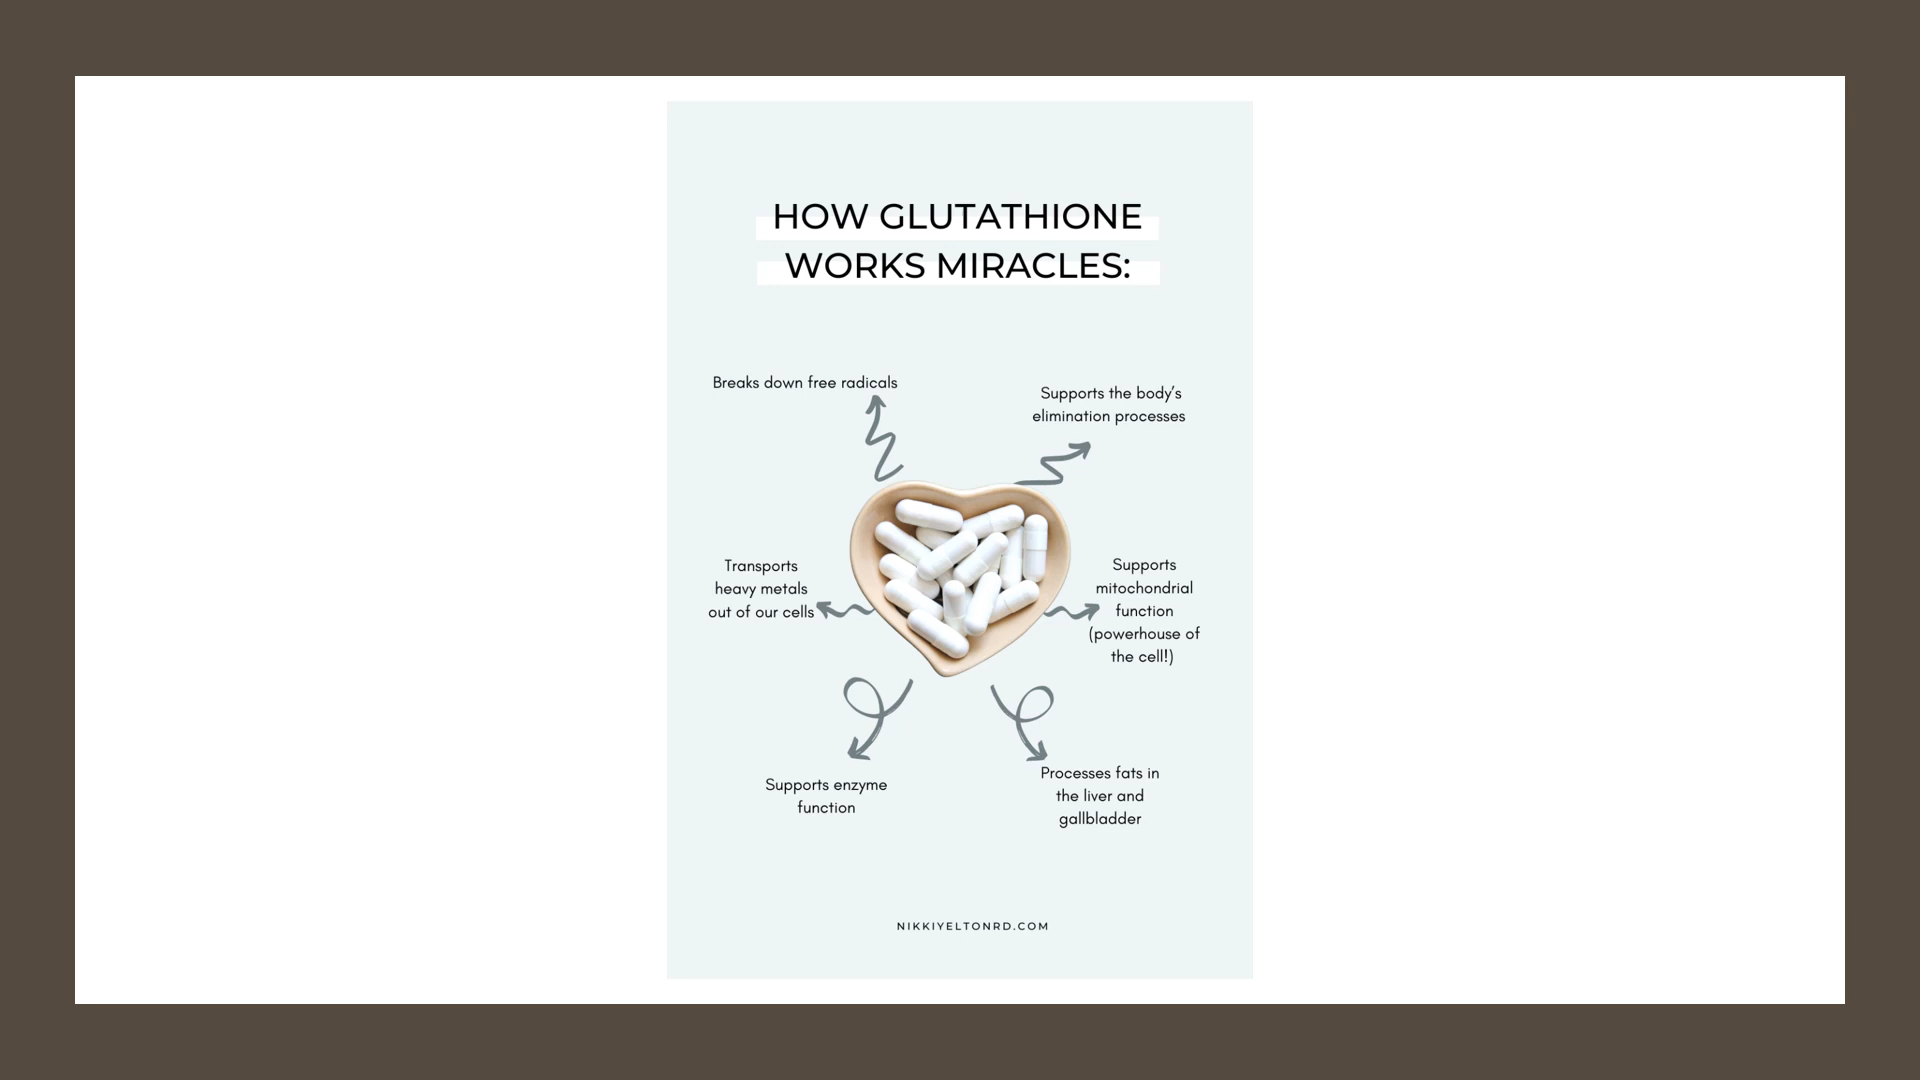 HOW GLUTATHIONE
WORKS MIRACLES:
Breaks down free radicals
Supports the body's
elimination processes
Transports
heavy metals
out of our cells
Supports
mitochondrial
function
(powerhouse of
the cell!)
Supports enzyme
function
Processes fats in
the liver and
gallbladder
NIKKIYELTONRD.COM